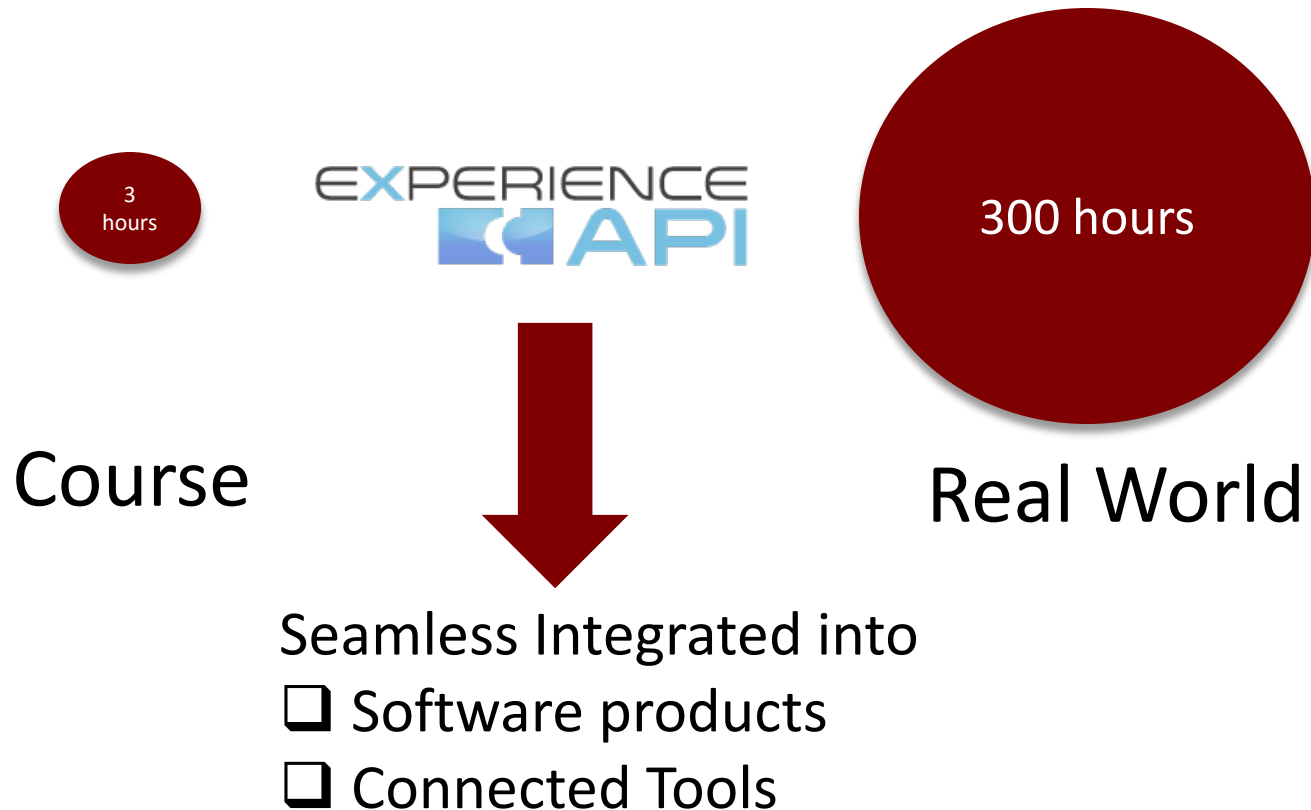 3
hours
EXPERIENCE
API
300 hours
Course
Real World
Seamless Integrated into
❑ Software products
❑ Connected Tools